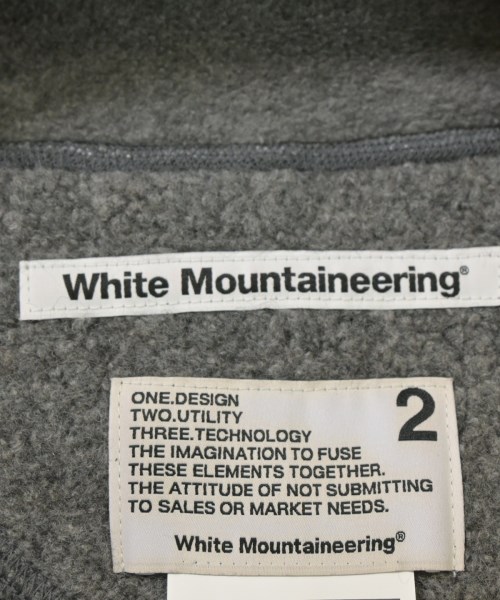 White Mountaineering®
ONE.DESIGN
2
TWO.UTILITY
THREE.TECHNOLOGY
THE IMAGINATION TO FUSE
THESE ELEMENTS TOGETHER.
THE ATTITUDE OF NOT SUBMITTING
TO SALES OR MARKET NEEDS.
White Mountaineering®